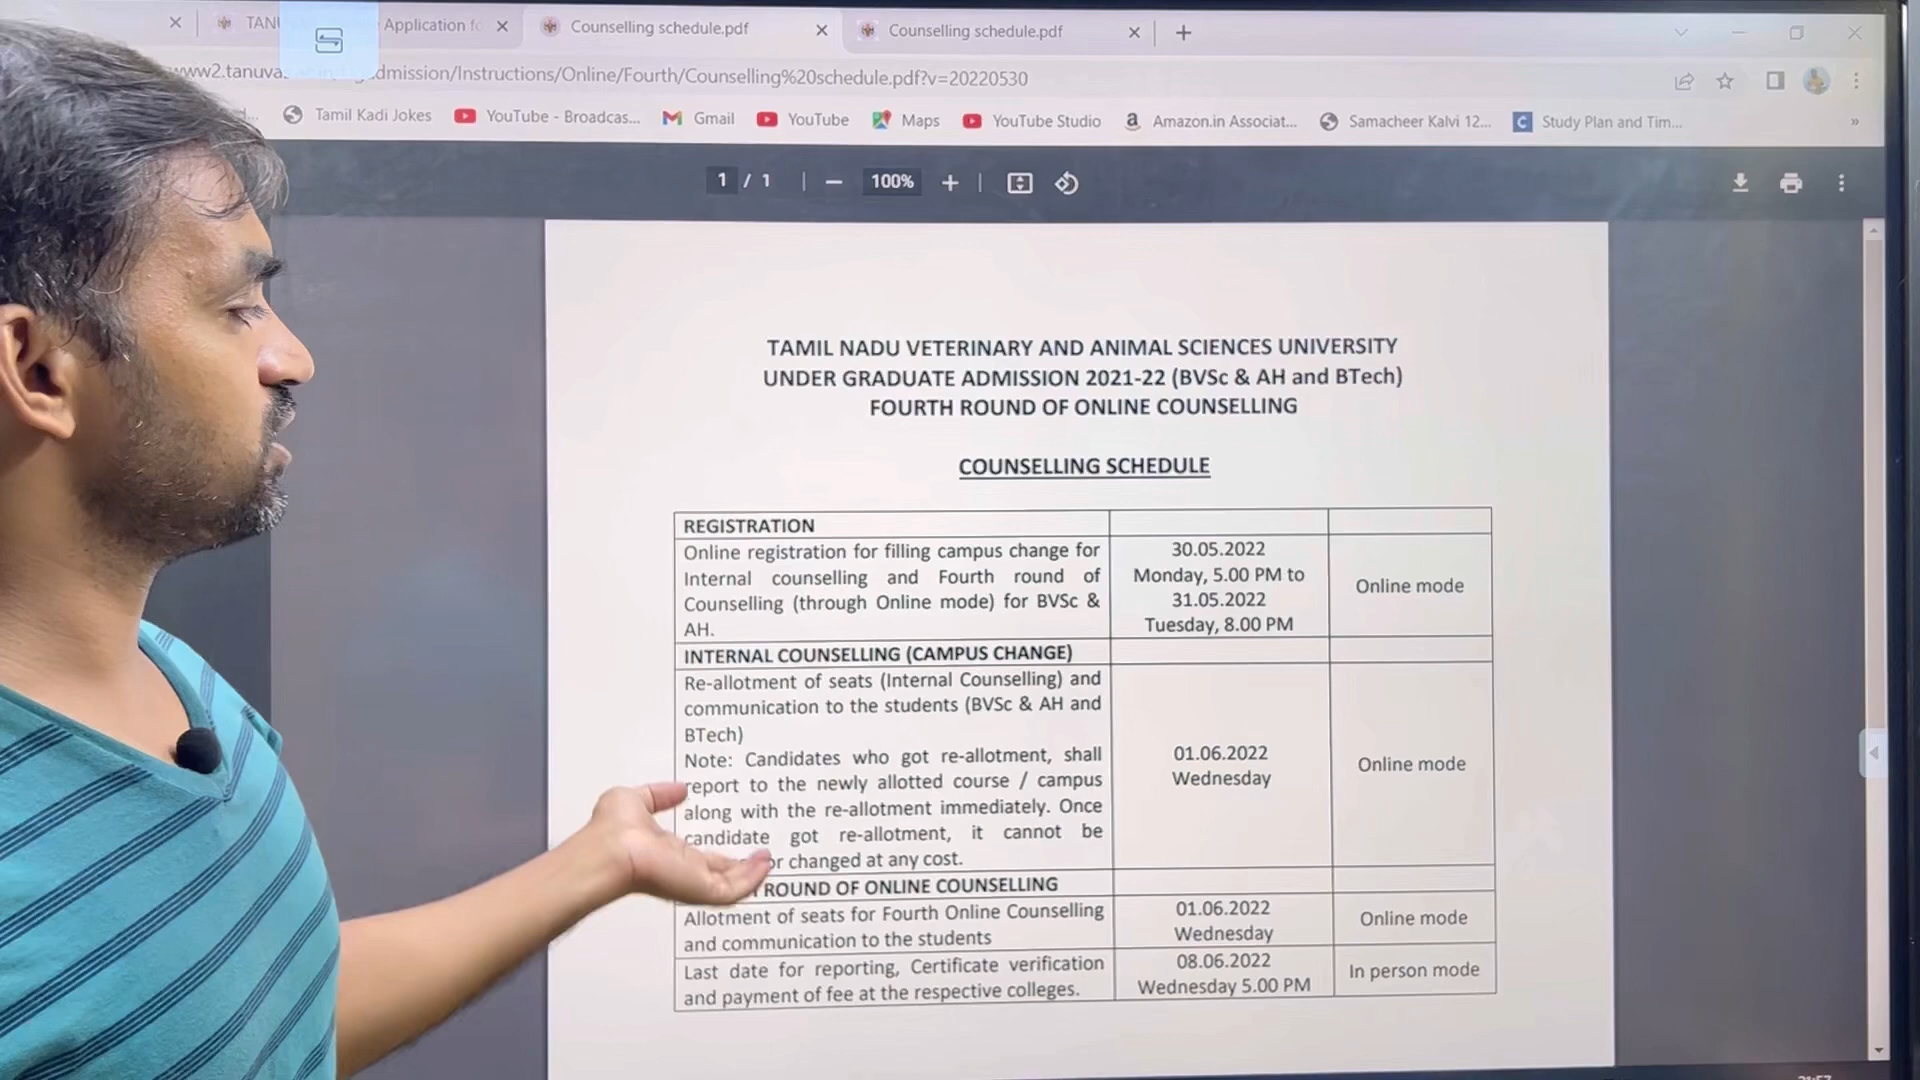 TANU
Application fo
Counselling schedule.pdf
Counselling schedule.pdf
www2.tanuva
dmission/Instructions/Online/Fourth/Counselling%20schedule.pdf?v=20220530
Tamil Kadi Jokes
YouTube - Broadcas...
Gmail
YouTube
Maps
YouTube Studio
Amazon.in Associat...
Samacheer Kalvi 12...
Study Plan and Tim...
»
1 / 1
100%
TAMIL NADU VETERINARY AND ANIMAL SCIENCES UNIVERSITY
UNDER GRADUATE ADMISSION 2021-22 (BVSc & AH and BTech)
FOURTH ROUND OF ONLINE COUNSELLING
COUNSELLING SCHEDULE
REGISTRATION
Online registration for filling campus change for
Internal counselling and Fourth round of
Counselling (through Online mode) for BVSc &
AH.
30.05.2022
Monday, 5.00 PM to
31.05.2022
Tuesday, 8.00 PM
Online mode
INTERNAL COUNSELLING (CAMPUS CHANGE)
Re-allotment of seats (Internal Counselling) and
communication to the students (BVSc & AH and
BTech)
Note: Candidates who got re-allotment, shall
report to the newly allotted course / campus
along with the re-allotment immediately. Once
candidate got re-allotment, it cannot be
or changed at any cost.
01.06.2022
Wednesday
Online mode
ROUND OF ONLINE COUNSELLING
Allotment of seats for Fourth Online Counselling
and communication to the students
01.06.2022
Wednesday
Online mode
Last date for reporting, Certificate verification
and payment of fee at the respective colleges.
08.06.2022
Wednesday 5.00 PM
In person mode